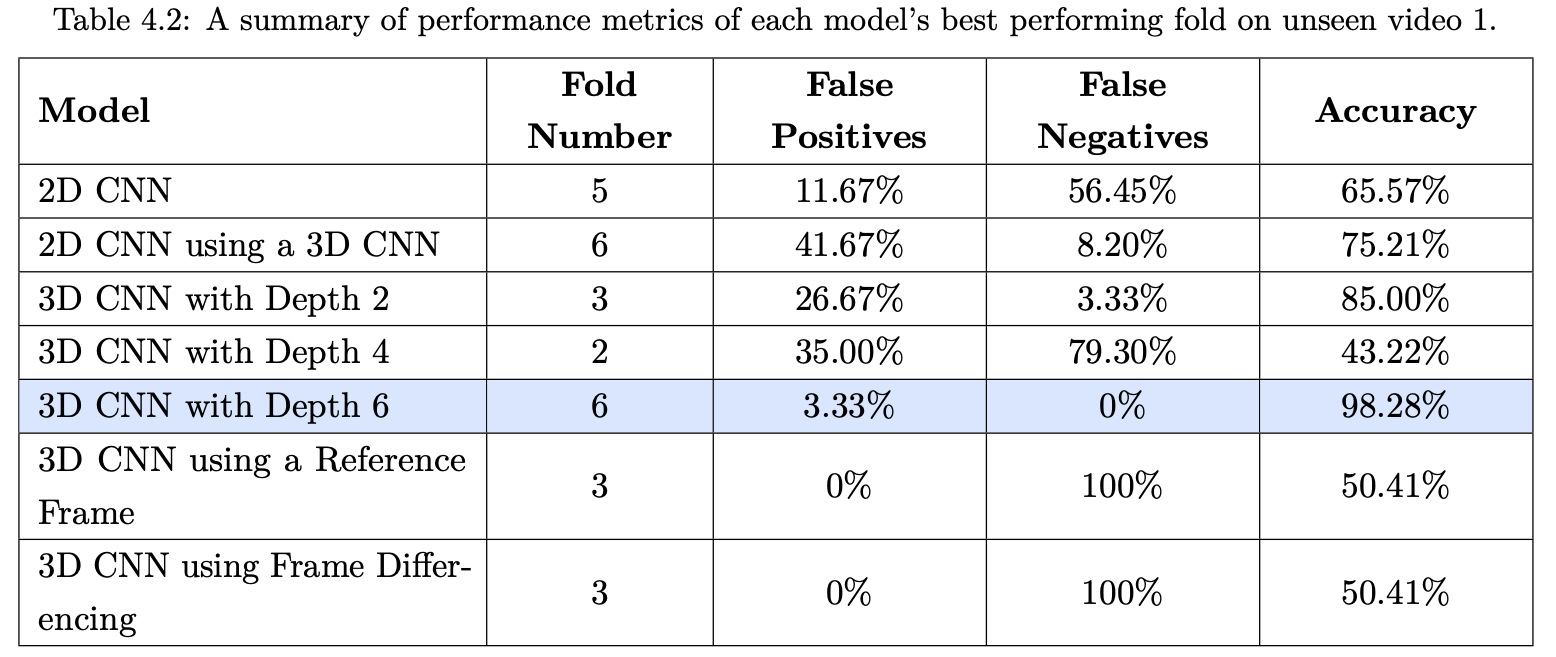 Table 4.2: A summary of performance metrics of each model's best performing fold on unseen video 1.
Model Fold Number False Positives False Negatives Accuracy
2D CNN 5 11.67% 56.45% 65.57%
2D CNN using a 3D CNN 6 41.67% 8.20% 75.21%
3D CNN with Depth 2 3 26.67% 3.33% 85.00%
3D CNN with Depth 4 2 35.00% 79.30% 43.22%
3D CNN with Depth 6 6 3.33% 0% 98.28%
3D CNN using a Reference
Frame 3 0% 100% 50.41%
3D CNN using Frame Differ-
encing 3 0% 100% 50.41%